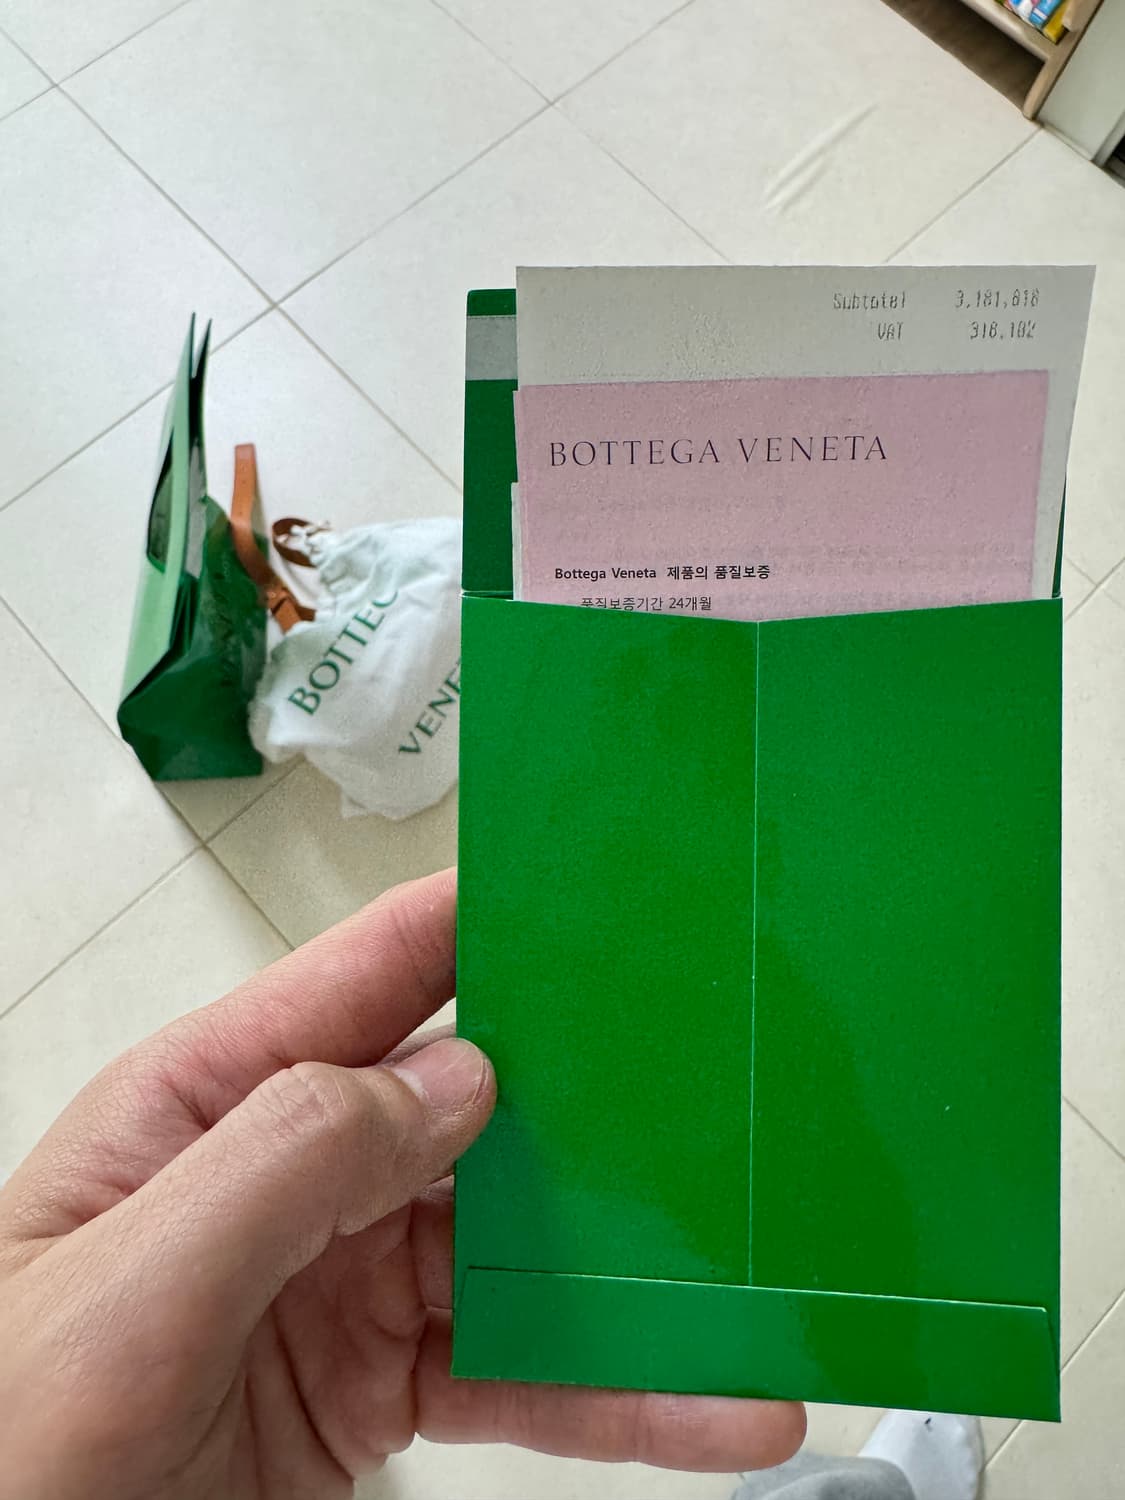 Subtotal 3,181,818
VAT 318,182
BOTTEGA VENETA
Bottega Veneta 제품의 품질보증
품질보증기간 24개월
BOTTEG
VENE